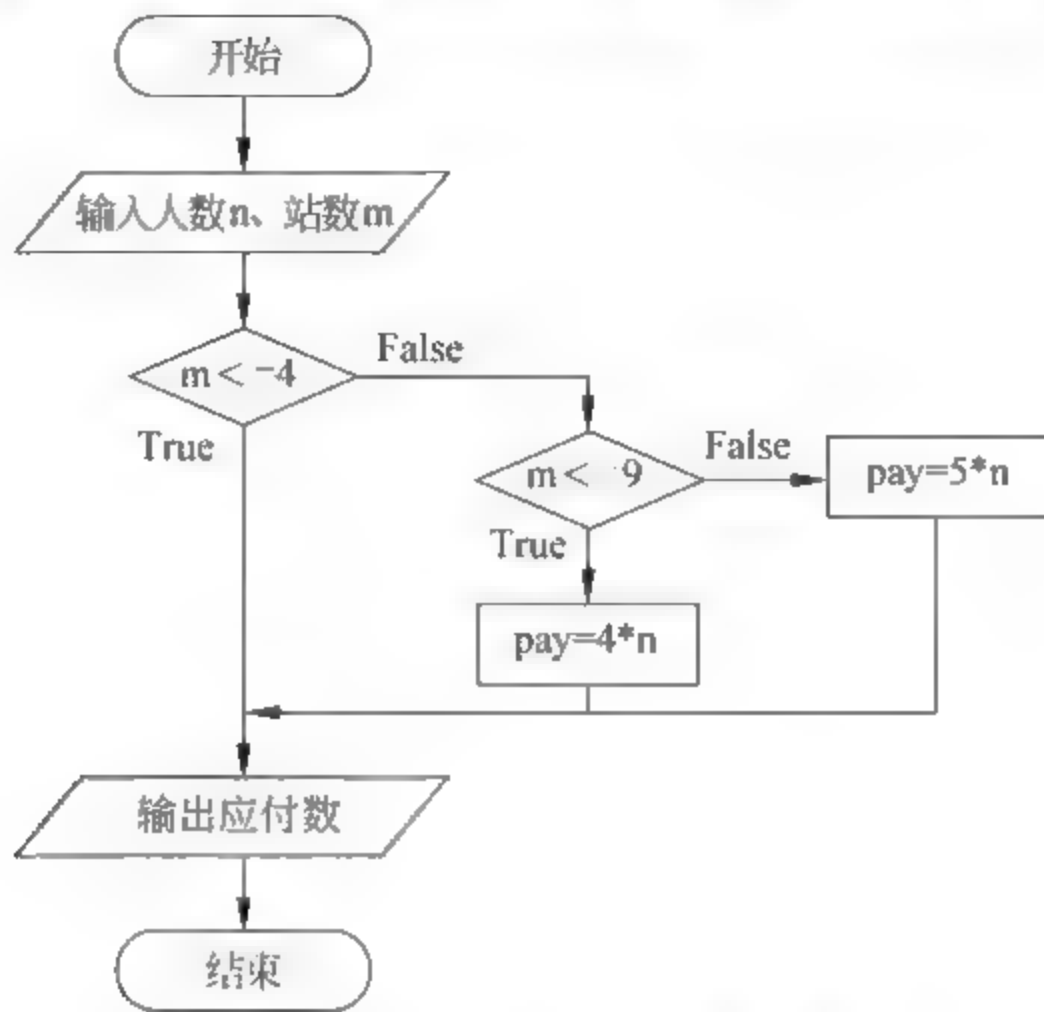 开始
输入人数n、站数m
m < -4
False
True
m < 9
False
pay=5*n
True
pay=4*n
输出应付数
结束